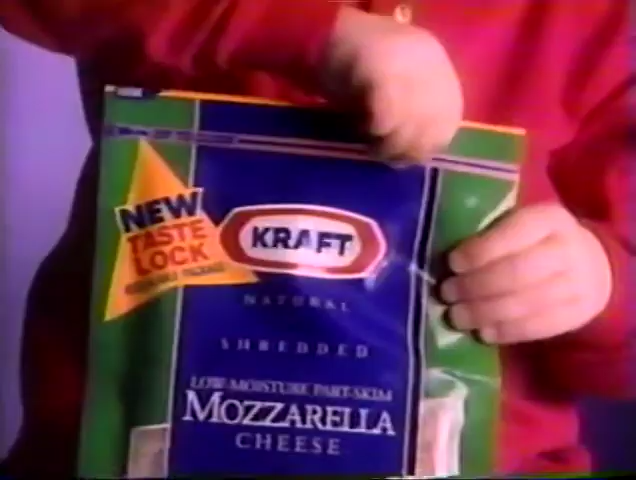 NEW
TASTE
LOCK
KRAFT
NATURAL
SHREDDED
LOW-MOISTURE PART-SKIM
MOZZARELLA
CHEESE